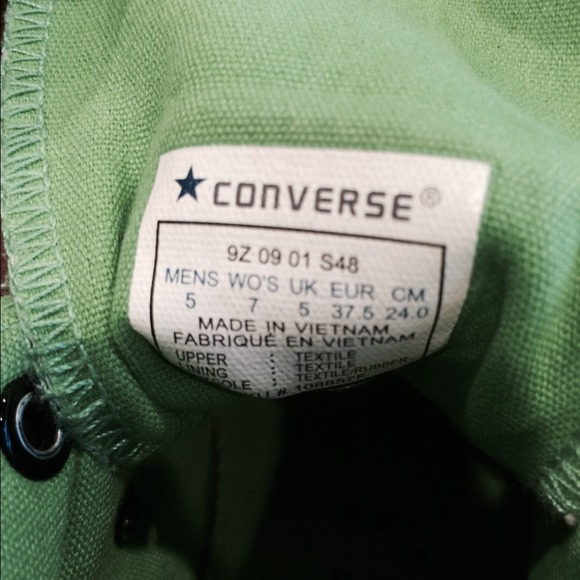 CONVERSE©
9Z 09 01 S48
MENS WO'S UK EUR CM
5 7 5 37.5 24.0
MADE IN VIETNAM
FABRIQUÉ EN VIETNAM
UPPER : TEXTILE
LINING : TEXTILE
: TEXTILE/RUBBER